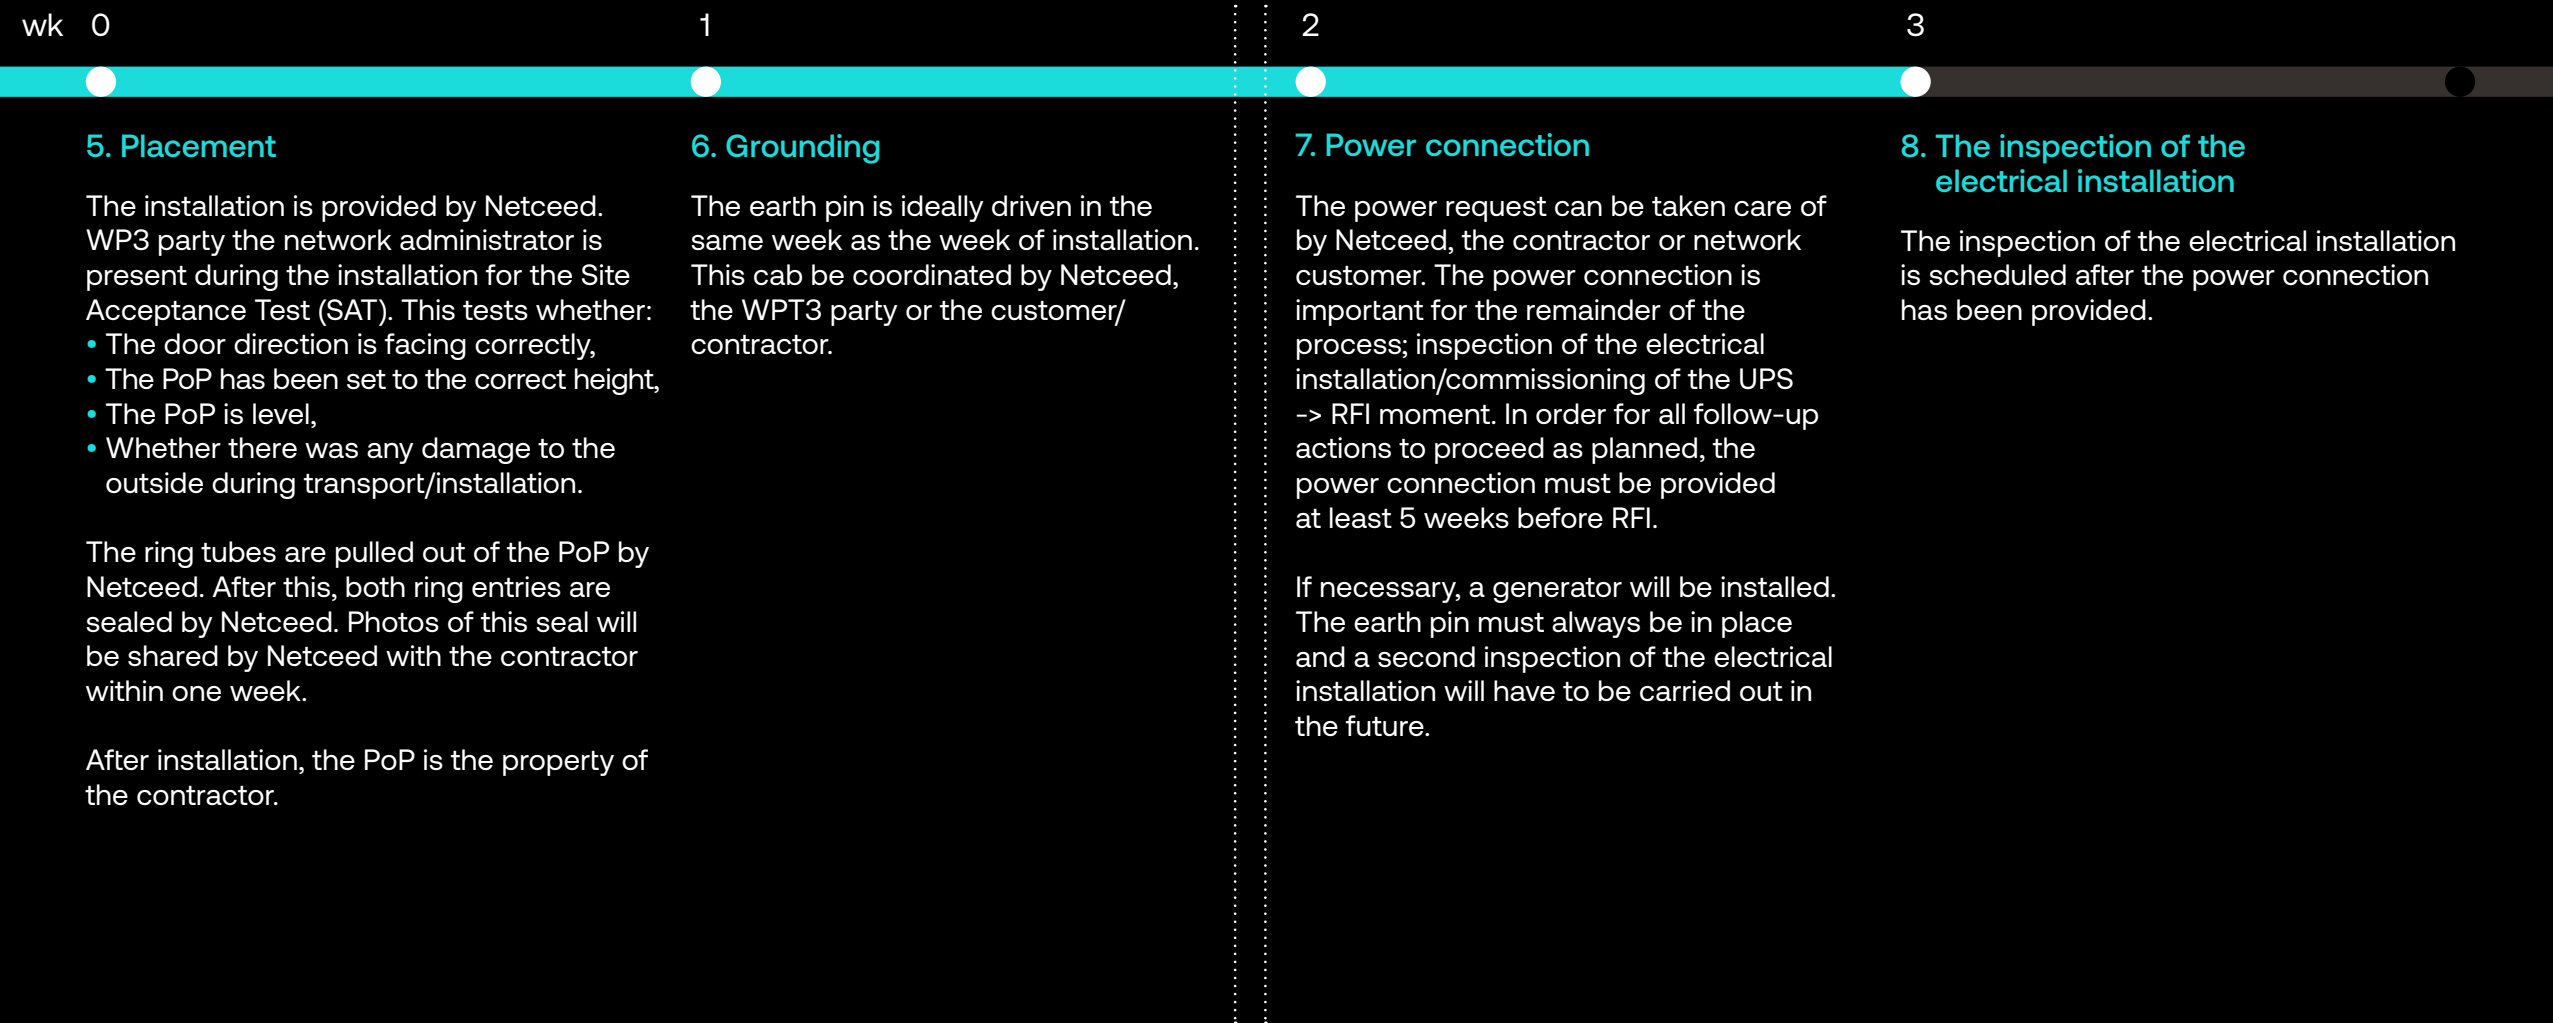 wk 0 1 2 3
5. Placement
The installation is provided by Netceed.
WP3 party the network administrator is
present during the installation for the Site
Acceptance Test (SAT). This tests whether:
• The door direction is facing correctly,
• The PoP has been set to the correct height,
• The PoP is level,
• Whether there was any damage to the
outside during transport/installation.
The ring tubes are pulled out of the PoP by
Netceed. After this, both ring entries are
sealed by Netceed. Photos of this seal will
be shared by Netceed with the contractor
within one week.
After installation, the PoP is the property of
the contractor.
6. Grounding
The earth pin is ideally driven in the
same week as the week of installation.
This cab be coordinated by Netceed,
the WPT3 party or the customer/
contractor.
7. Power connection
The power request can be taken care of
by Netceed, the contractor or network
customer. The power connection is
important for the remainder of the
process; inspection of the electrical
installation/commissioning of the UPS
-> RFI moment. In order for all follow-up
actions to proceed as planned, the
power connection must be provided
at least 5 weeks before RFI.
If necessary, a generator will be installed.
The earth pin must always be in place
and a second inspection of the electrical
installation will have to be carried out in
the future.
8. The inspection of the
electrical installation
The inspection of the electrical installation
is scheduled after the power connection
has been provided.